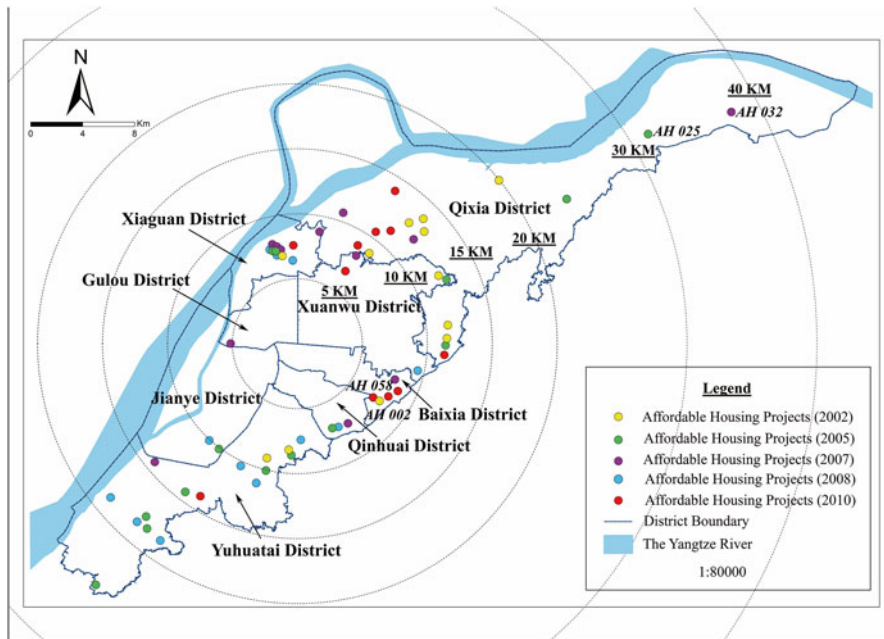 N
0 4 8 Km
40 KM
AH 032
AH 025
30 KM
Qixia District
Xiaguan District
20 KM
15 KM
Gulou District
10 KM
5 KM
Xuanwu District
Jianye District
AH 058
AH 002
Baixia District
Qinhuai District
Yuhuatai District
Legend
Affordable Housing Projects (2002)
Affordable Housing Projects (2005)
Affordable Housing Projects (2007)
Affordable Housing Projects (2008)
Affordable Housing Projects (2010)
District Boundary
The Yangtze River
1:80000